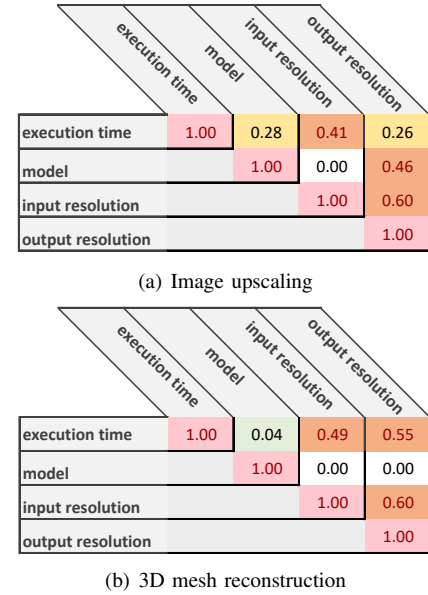 execution time
model
input resolution
output resolution
execution time 1.00 0.28 0.41 0.26
model 1.00 0.00 0.46
input resolution 1.00 0.60
output resolution 1.00
(a) Image upscaling
execution time
model
input resolution
output resolution
execution time 1.00 0.04 0.49 0.55
model 1.00 0.00 0.00
input resolution 1.00 0.60
output resolution 1.00
(b) 3D mesh reconstruction